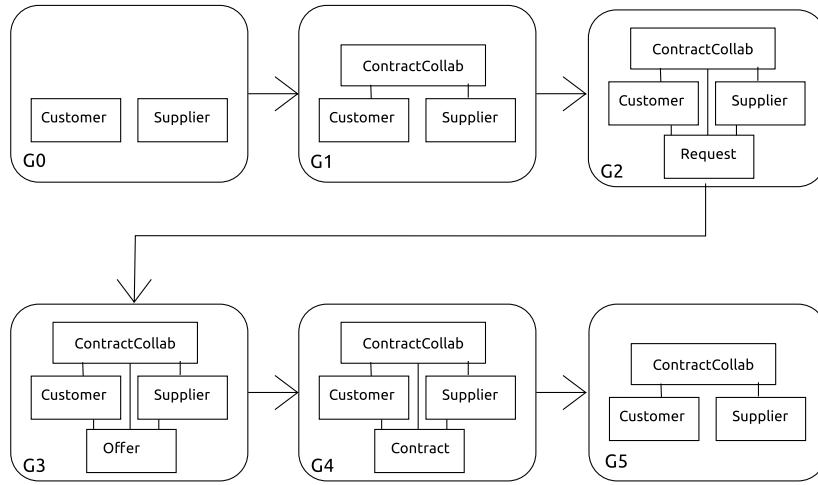 Customer
Supplier
G0
ContractCollab
Customer
Supplier
G1
ContractCollab
Customer
Supplier
Request
G2
ContractCollab
Customer
Supplier
Offer
G3
ContractCollab
Customer
Supplier
Contract
G4
ContractCollab
Customer
Supplier
G5